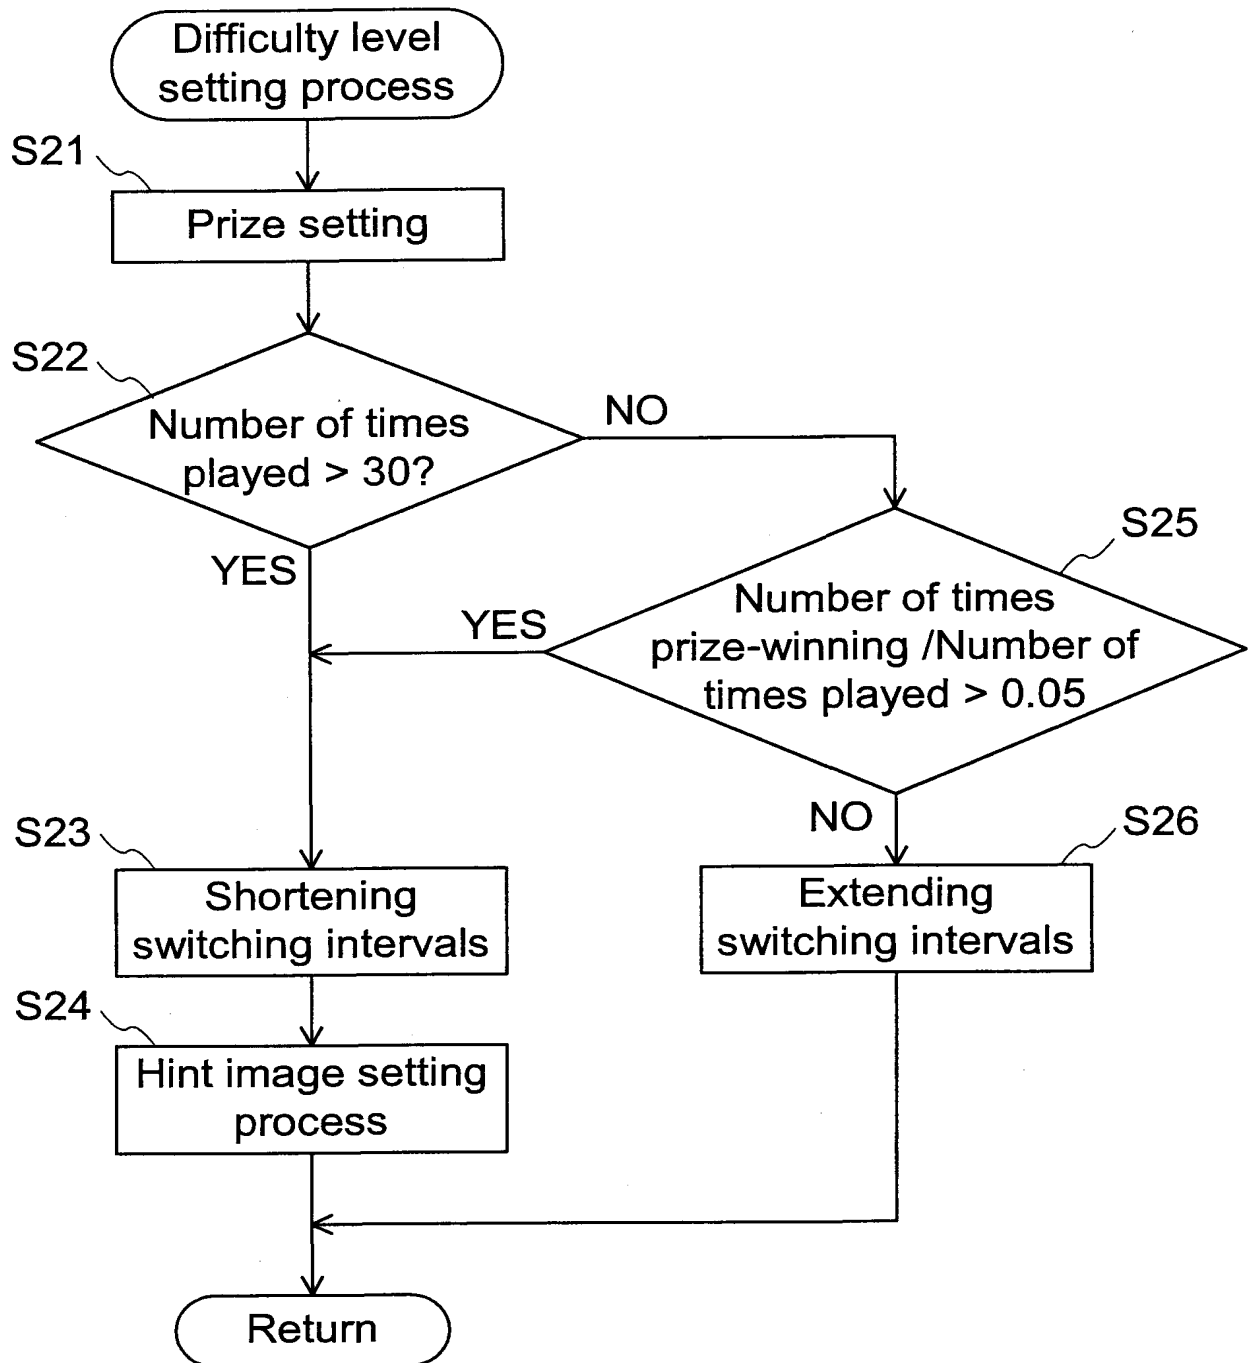 Difficulty level
setting process
S21
Prize setting
S22
Number of times
played > 30?
NO
YES
S25
Number of times
prize-winning /Number of
times played > 0.05
YES
NO
S23
Shortening
switching intervals
S26
Extending
switching intervals
S24
Hint image setting
process
Return